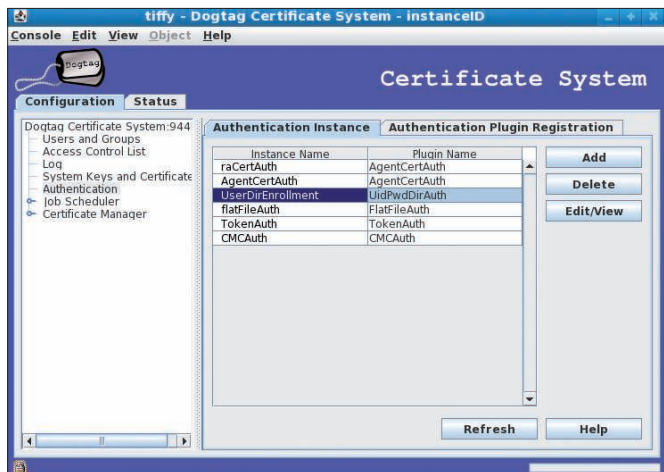 tiffy - Dogtag Certificate System - instanceID
Console Edit View Object Help
Dogtag
Certificate System
Configuration Status
Dogtag Certificate System:944
Users and Groups
Access Control List
Log
System Keys and Certificate
Authentication
Job Scheduler
Certificate Manager
Authentication Instance Authentication Plugin Registration
Instance Name Plugin Name
raCertAuth AgentCertAuth
AgentCertAuth AgentCertAuth
UserDirEnrollment UidPwdDirAuth
flatFileAuth FlatFileAuth
TokenAuth TokenAuth
CMCAuth CMCAuth
Add
Delete
Edit/View
Refresh Help